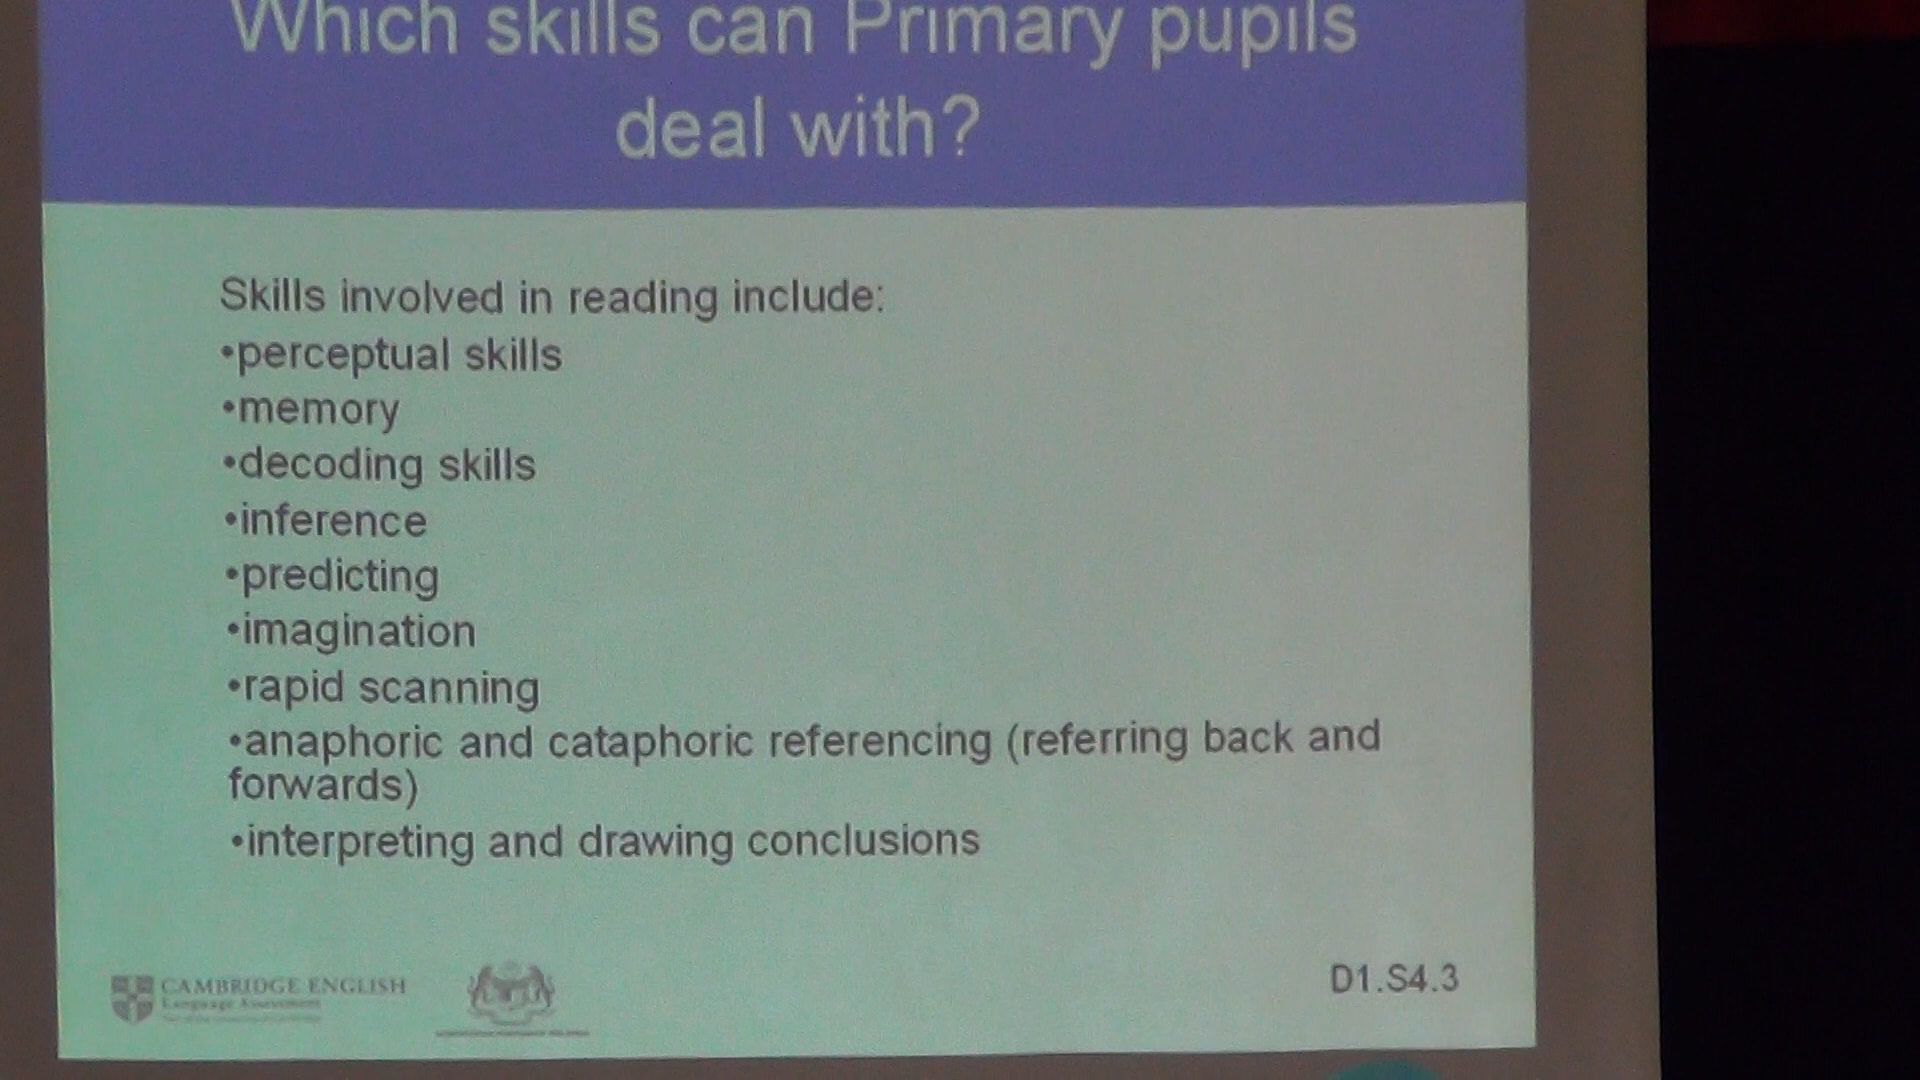 Which skills can Primary pupils
deal with?
Skills involved in reading include:
•perceptual skills
•memory
•decoding skills
•inference
•predicting
•imagination
•rapid scanning
•anaphoric and cataphoric referencing (referring back and
forwards)
•interpreting and drawing conclusions
CAMBRIDGE ENGLISH
Language Assessment
D1.S4.3